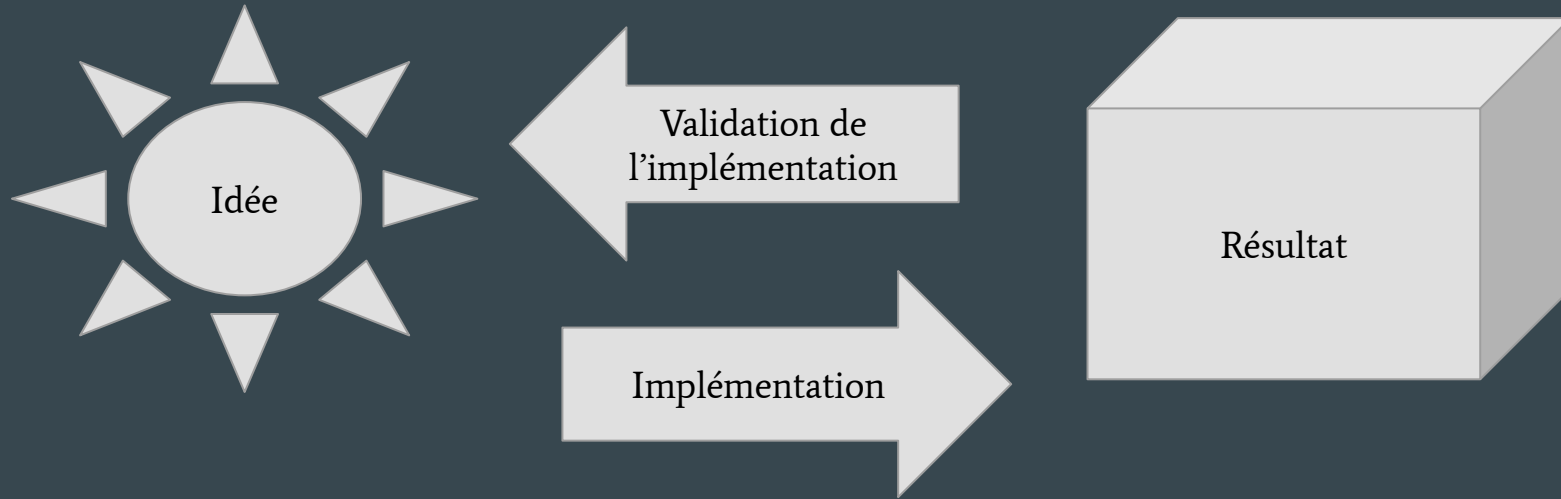 Idée
Validation de
l’implémentation
Résultat
Implémentation